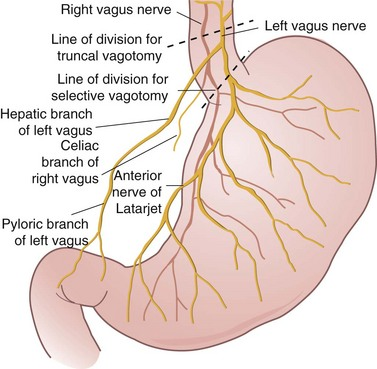 Right vagus nerve
Left vagus nerve
Line of division for
truncal vagotomy
Line of division for
selective vagotomy
Hepatic branch
of left vagus
Celiac
branch of
right vagus
Anterior
nerve of
Latarjet
Pyloric branch
of left vagus